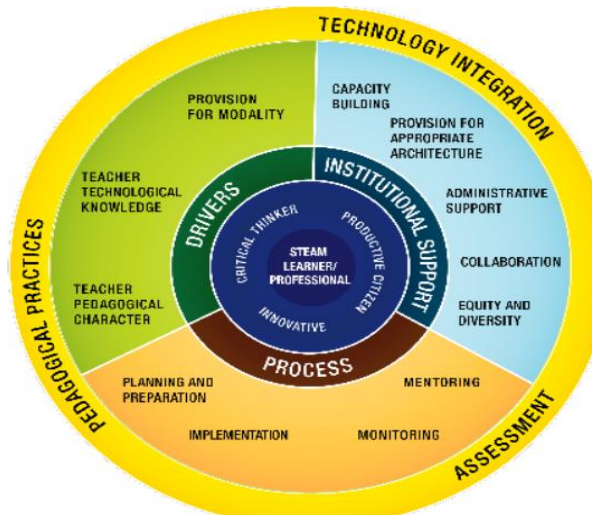 TECHNOLOGY INTEGRATION
PEDAGOGICAL PRACTICES
ASSESSMENT
PROVISION
FOR MODALITY
TEACHER
TECHNOLOGICAL
KNOWLEDGE
TEACHER
PEDAGOGICAL
CHARACTER
DRIVERS
CAPACITY
BUILDING
PROVISION FOR
APPROPRIATE
ARCHITECTURE
ADMINISTRATIVE
SUPPORT
COLLABORATION
EQUITY AND
DIVERSITY
INSTITUTIONAL SUPPORT
CRITICAL THINKER
PRODUCTIVE CITIZEN
INNOVATIVE
STEAM
LEARNER/
PROFESSIONAL
PROCESS
PLANNING AND
PREPARATION
IMPLEMENTATION
MENTORING
MONITORING